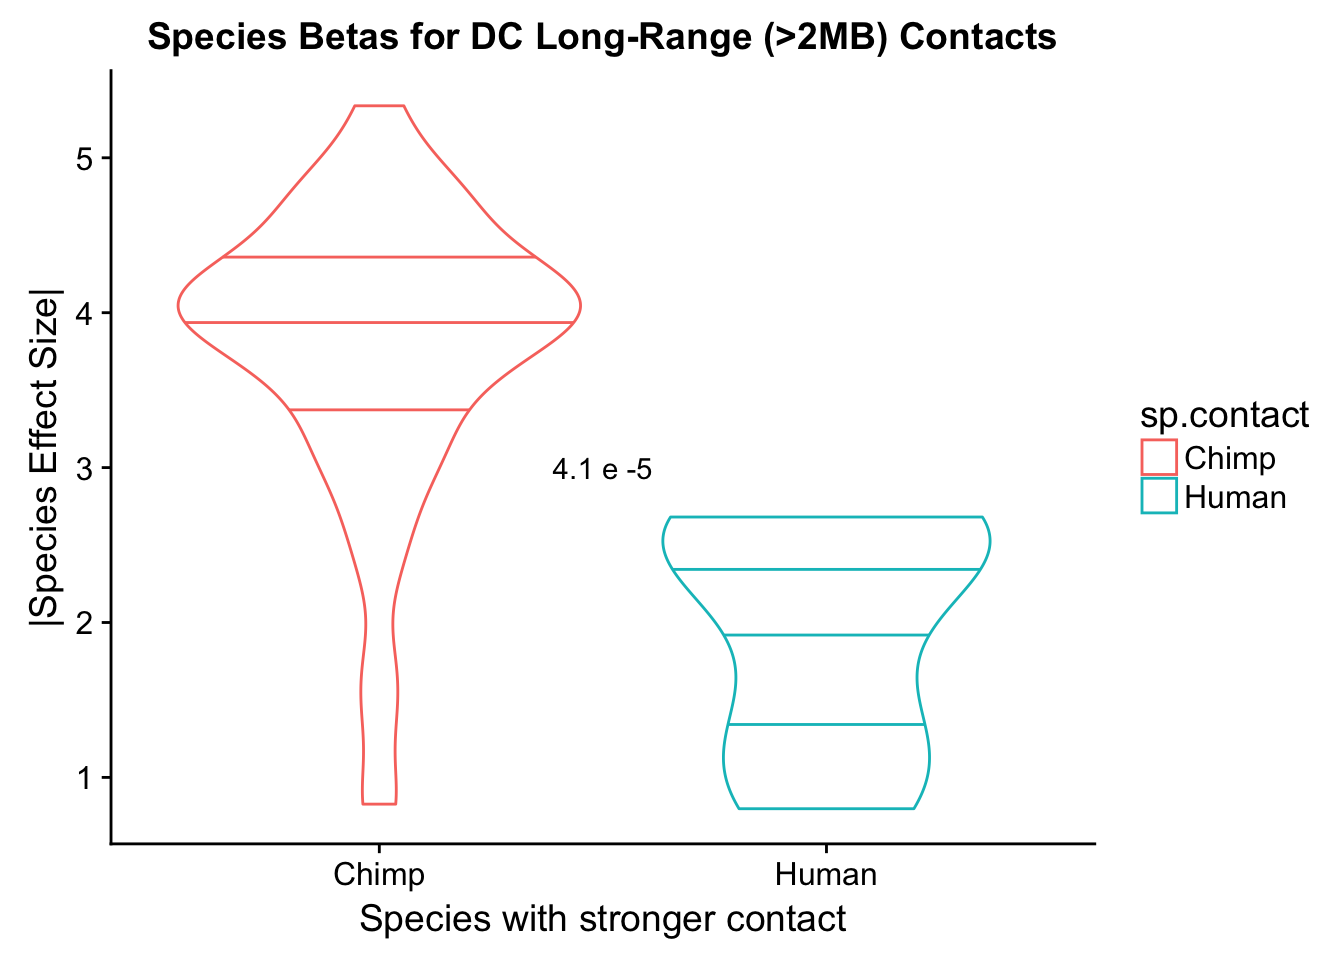 Species Betas for DC Long-Range (>2MB) Contacts
|Species Effect Size|
5
4
3
2
1
4.1 e -5
Chimp
Human
Species with stronger contact
sp.contact
Chimp
Human